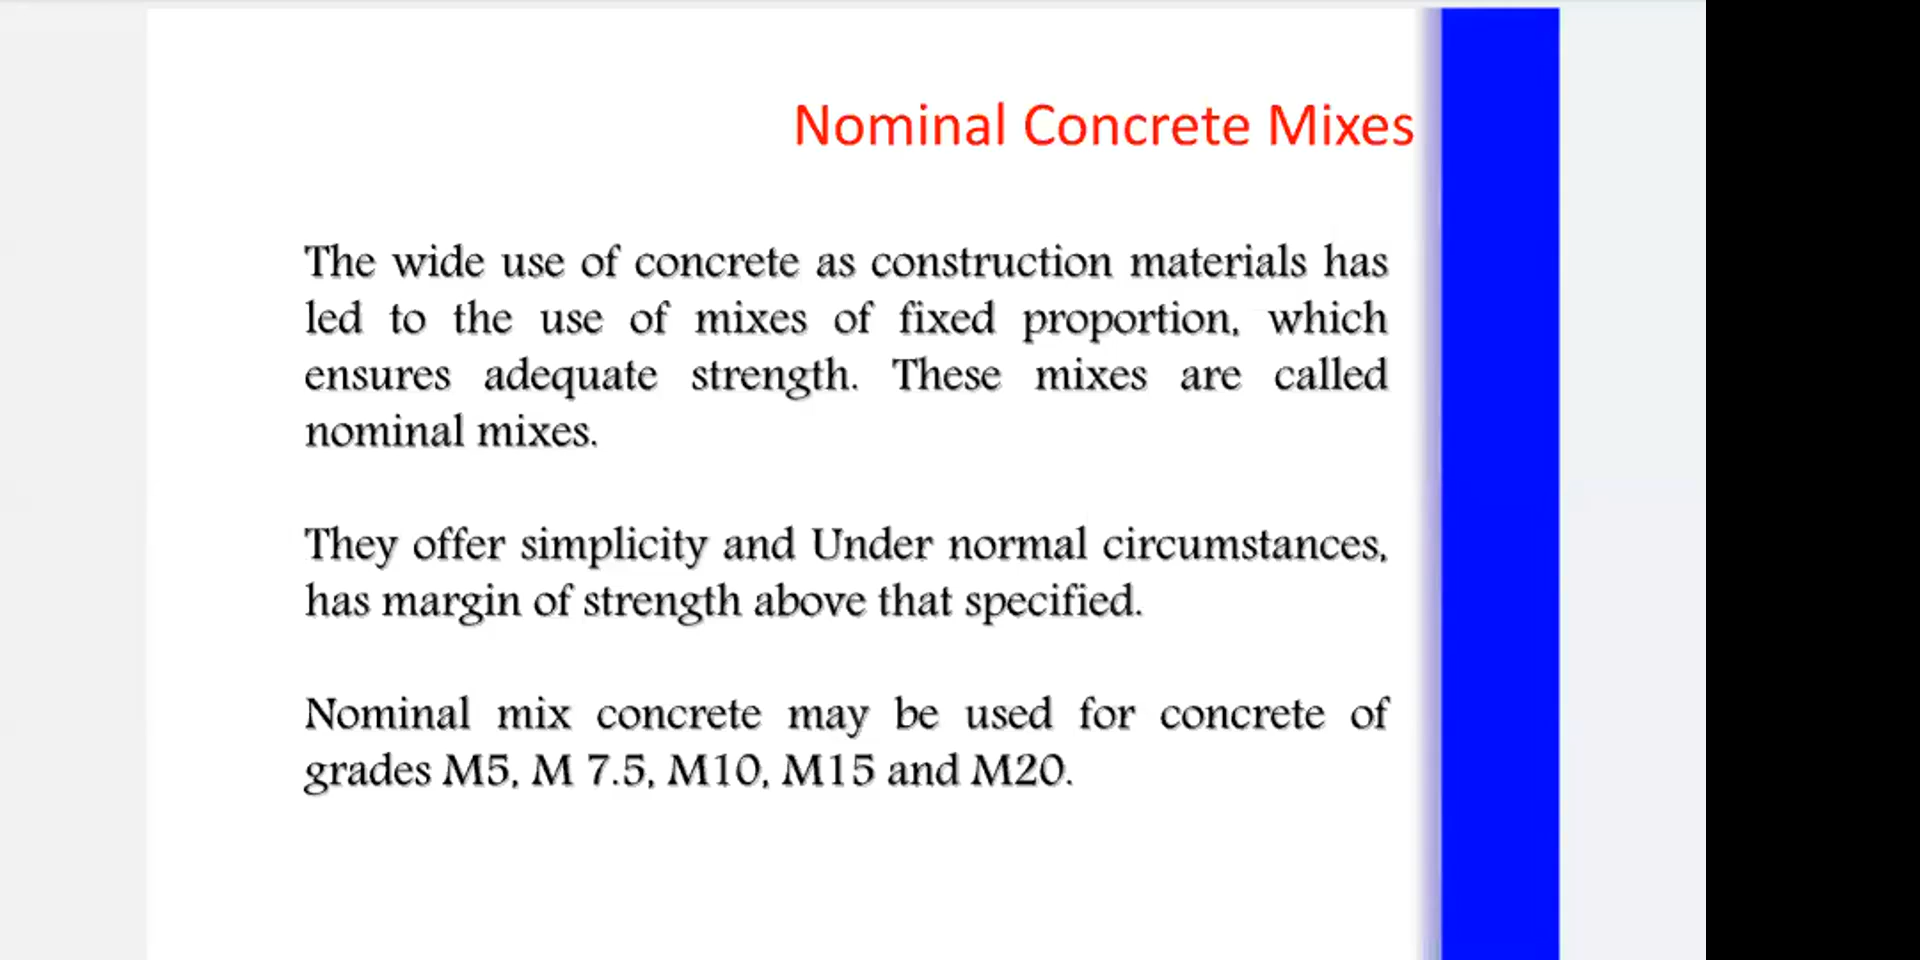 Nominal Concrete Mixes
The wide use of concrete as construction materials has
led to the use of mixes of fixed proportion, which
ensures adequate strength. These mixes are called
nominal mixes.
They offer simplicity and Under normal circumstances,
has margin of strength above that specified.
Nominal mix concrete may be used for concrete of
grades M5, M 7.5, M10, M15 and M20.